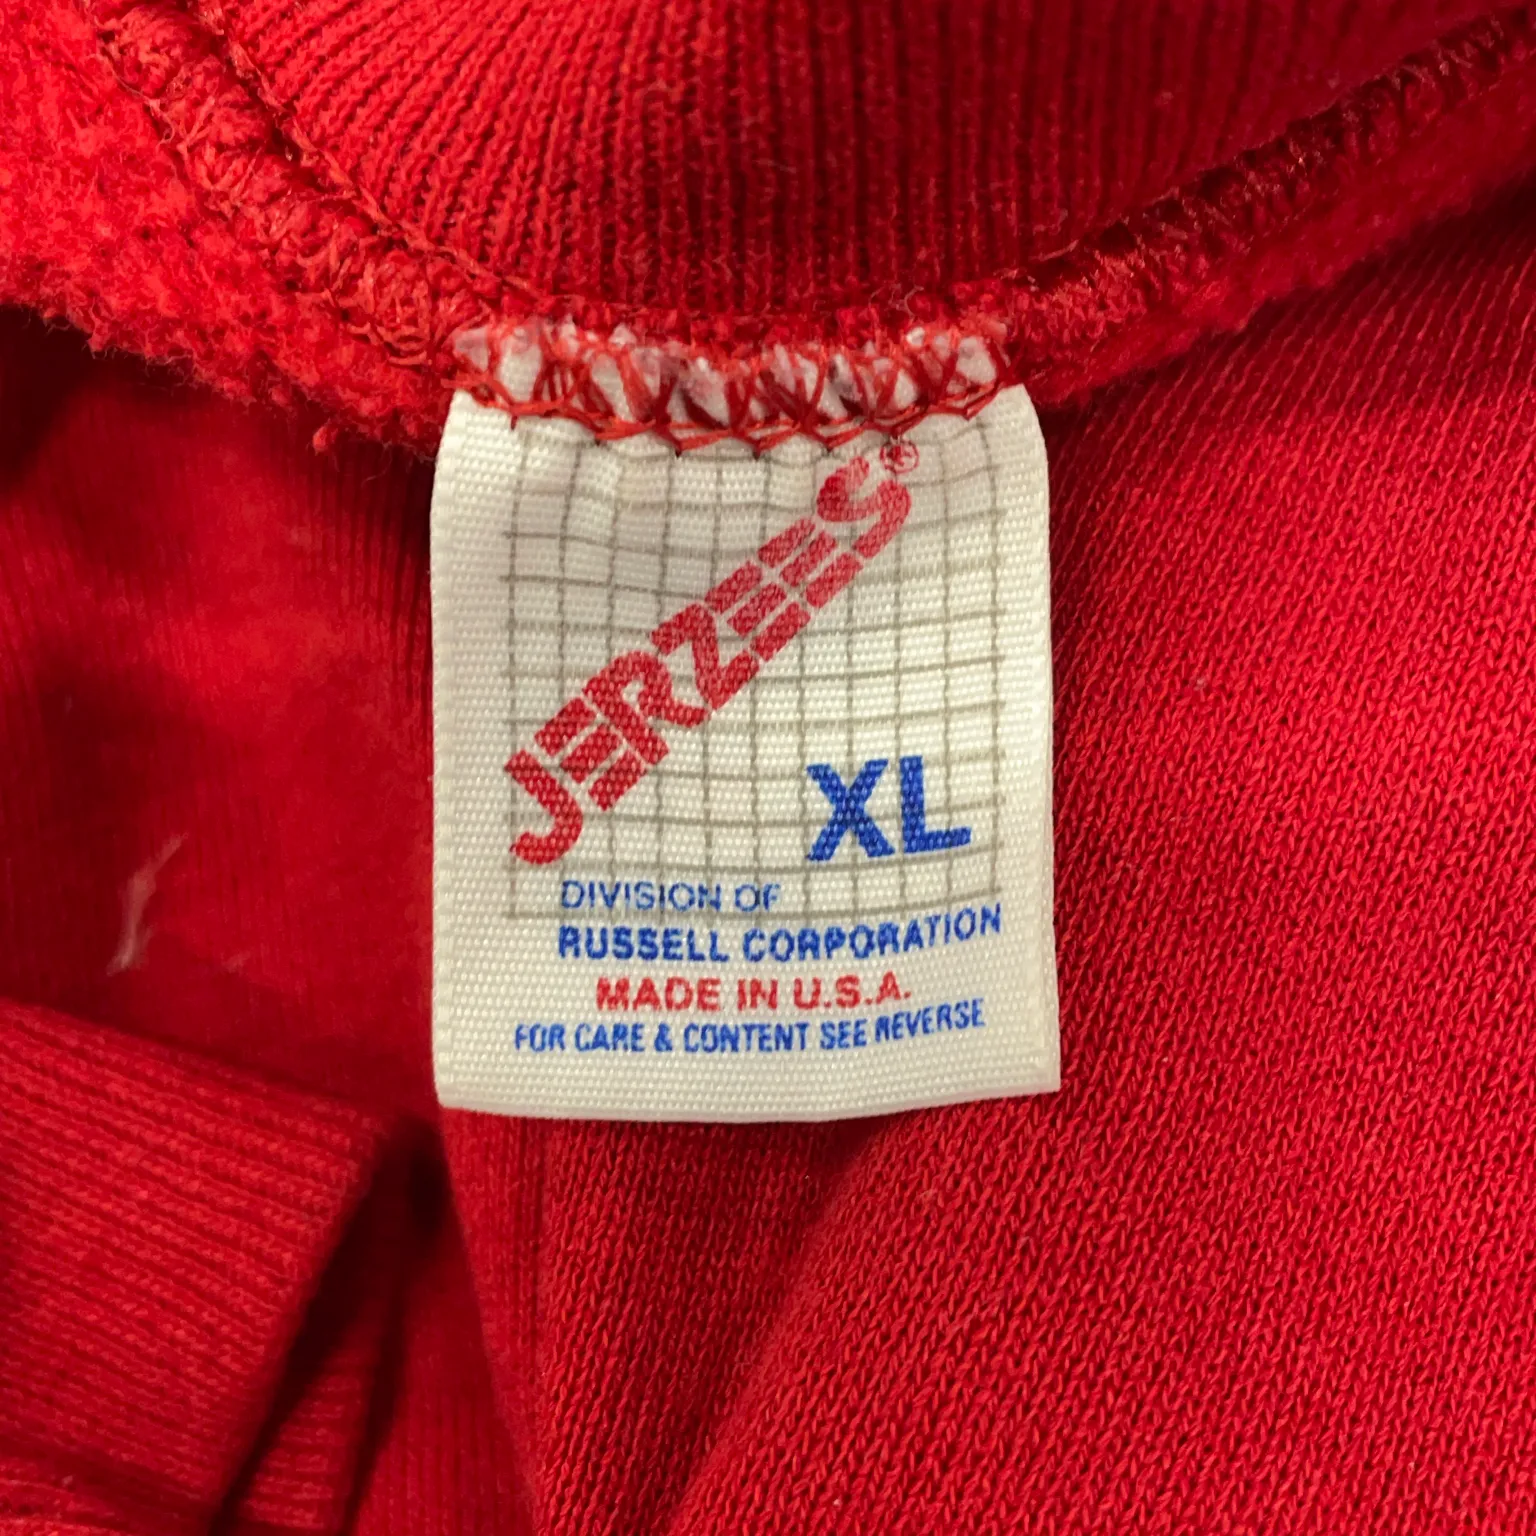 JERZEES®
XL
DIVISION OF
RUSSELL CORPORATION
MADE IN U.S.A.
FOR CARE & CONTENT SEE REVERSE